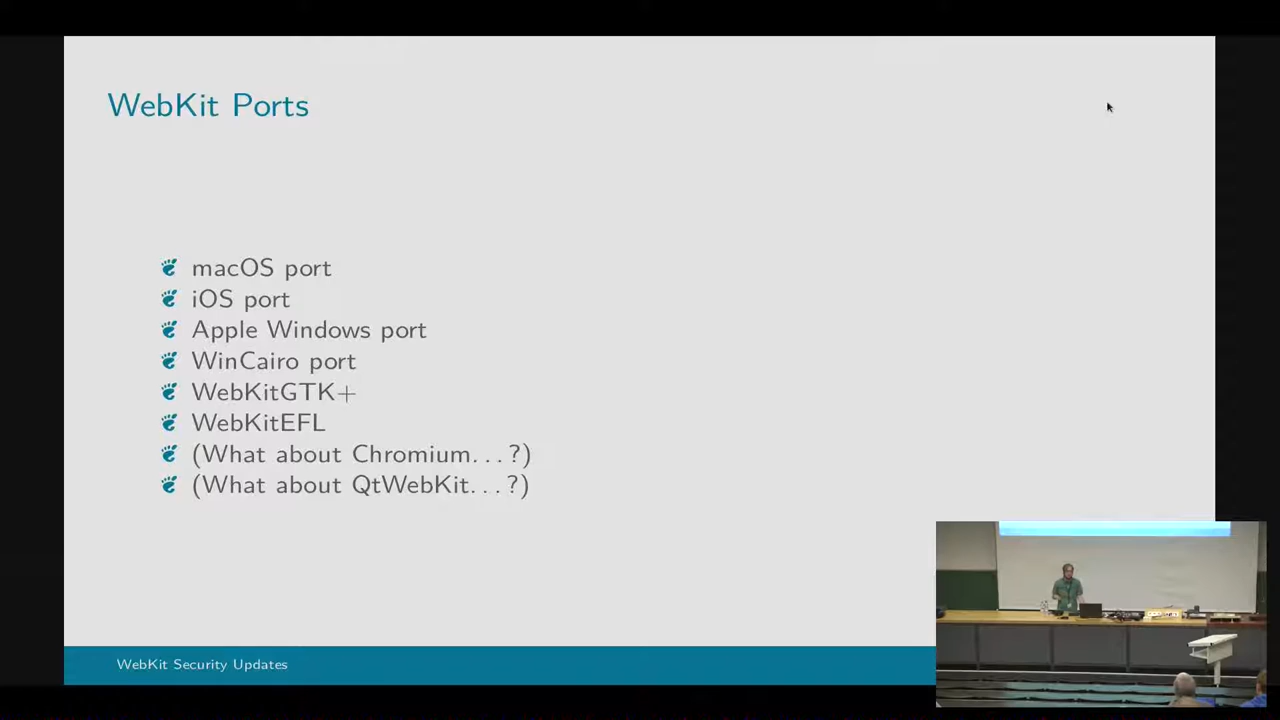 WebKit Ports
macOS port
iOS port
Apple Windows port
WinCairo port
WebKitGTK+
WebKitEFL
(What about Chromium...?)
(What about QtWebKit...?)
WebKit Security Updates